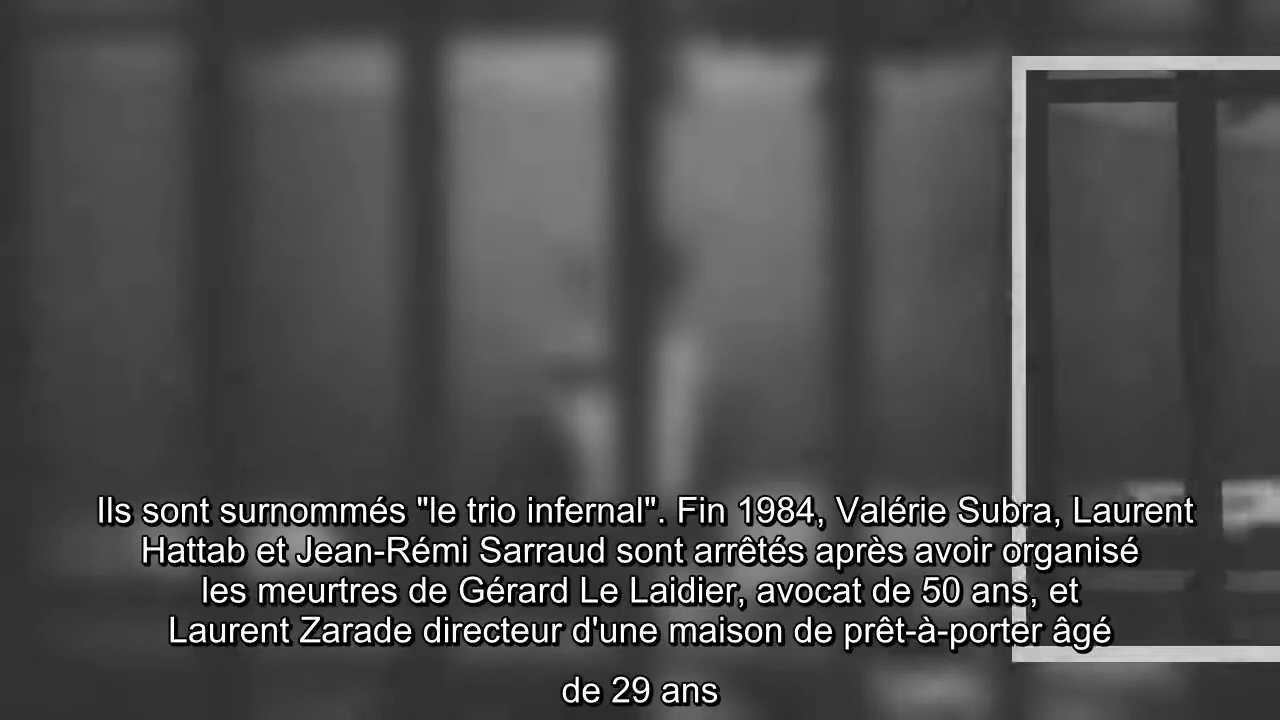 Ils sont surnommés "le trio infernal". Fin 1984, Valérie Subra, Laurent
Hattab et Jean-Rémi Sarraud sont arrêtés après avoir organisé
les meurtres de Gérard Le Laidier, avocat de 50 ans, et
Laurent Zarade directeur d'une maison de prêt-à-porter âgé
de 29 ans